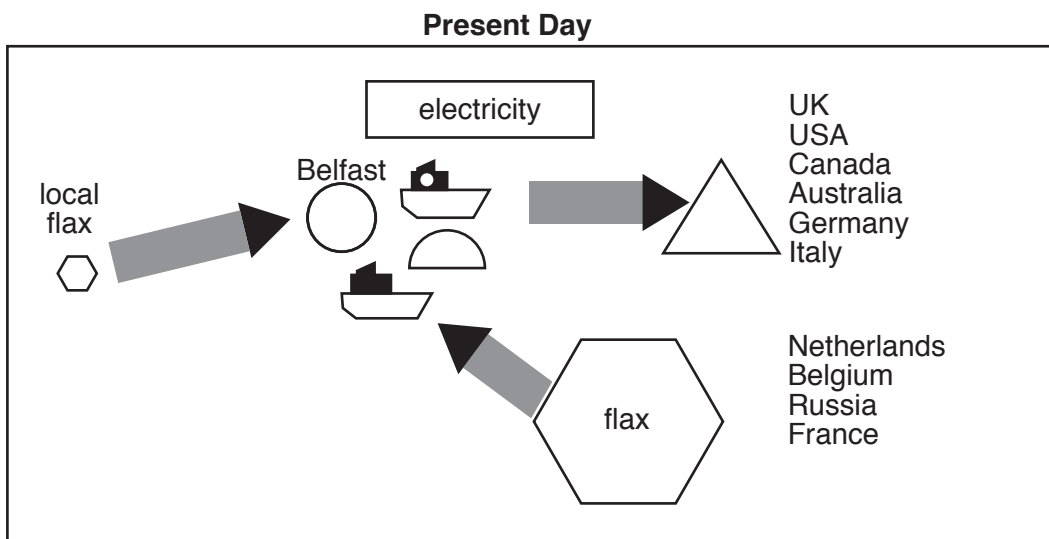 Present Day
electricity
Belfast
local
flax
UK
USA
Canada
Australia
Germany
Italy
flax
Netherlands
Belgium
Russia
France